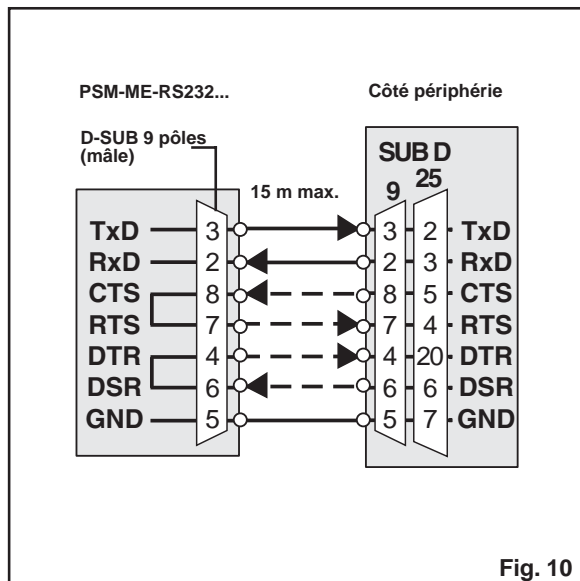 PSM-ME-RS232... Côté périphérie
D-SUB 9 pôles
(mâle)
SUB D
15 m max. 9 25
TxD 3 3 2 TxD
RxD 2 2 3 RxD
CTS 8 8 5 CTS
RTS 7 7 4 RTS
DTR 4 4 20 DTR
DSR 6 6 6 DSR
GND 5 5 7 GND
Fig. 10